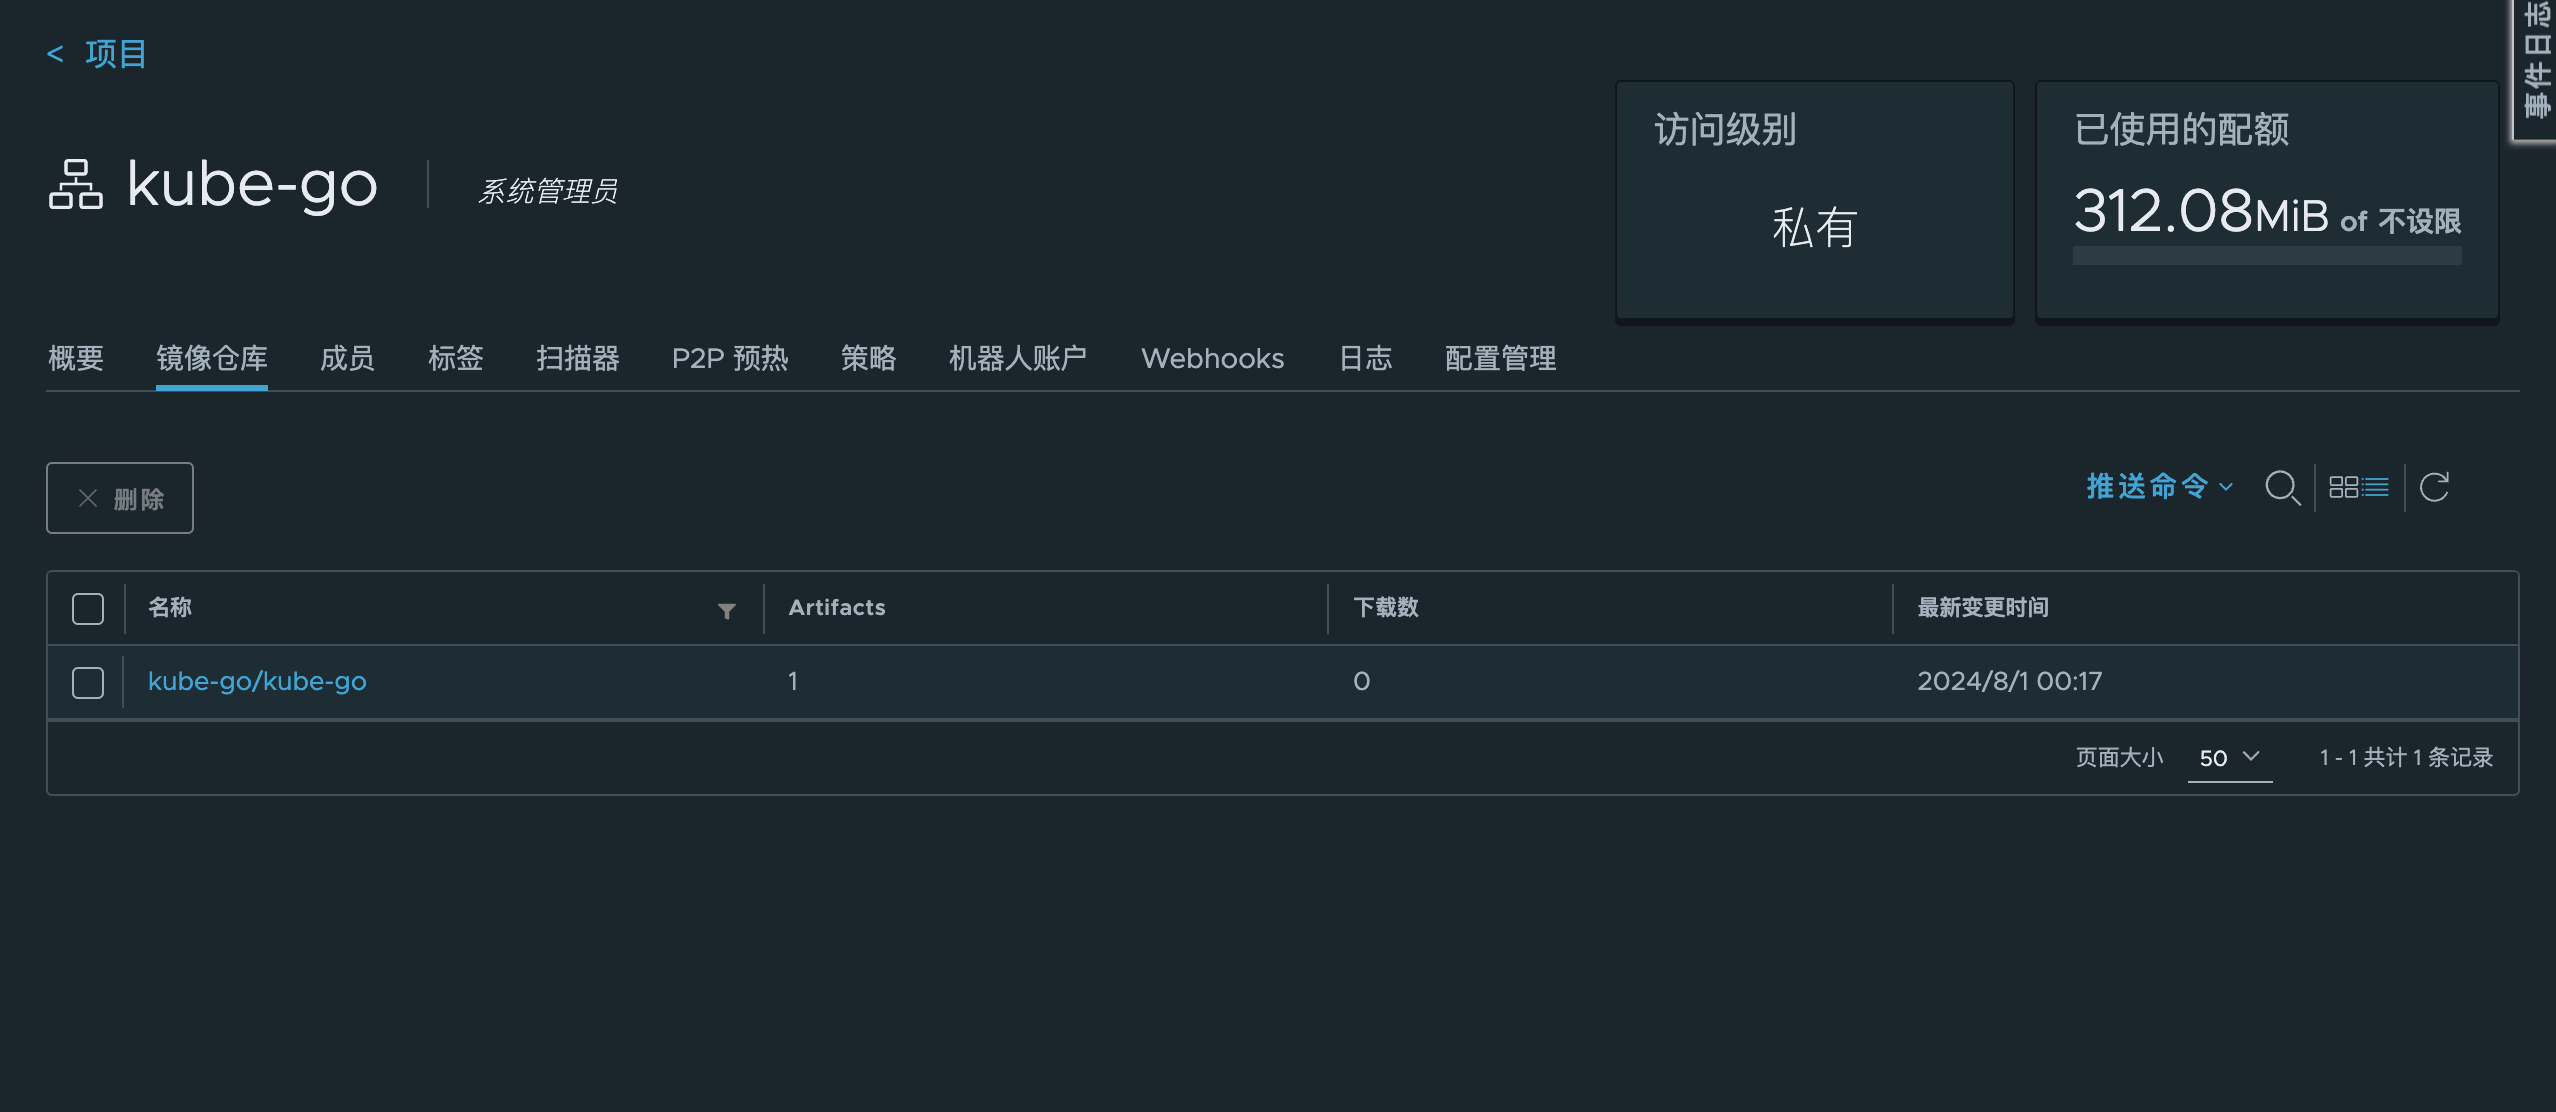 < 项目
事件日志
kube-go 系统管理员
访问级别
私有
已使用的配额
312.08MiB of 不设限
概要 镜像仓库 成员 标签 扫描器 P2P 预热 策略 机器人账户 Webhooks 日志 配置管理
删除
推送命令
名称 Artifacts 下载数 最新变更时间
kube-go/kube-go 1 0 2024/8/1 00:17
页面大小 50 1 - 1 共计 1 条记录